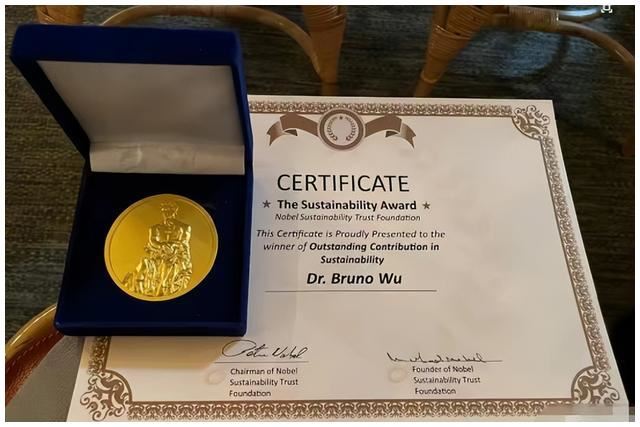 CERTIFICATE
★ The Sustainability Award ★
Nobel Sustainability Trust Foundation
This Certificate is Proudly Presented to the
winner of Outstanding Contribution in
Sustainability
Dr. Bruno Wu
Chairman of Nobel
Sustainability Trust
Foundation
Founder of Nobel
Sustainability Trust
Foundation